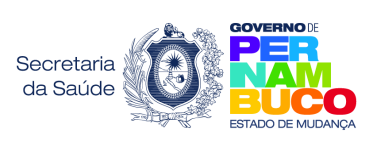 Secretaria
da Saúde
GOVERNO DE
PER
NAM
BUCO
ESTADO DE MUDANÇA